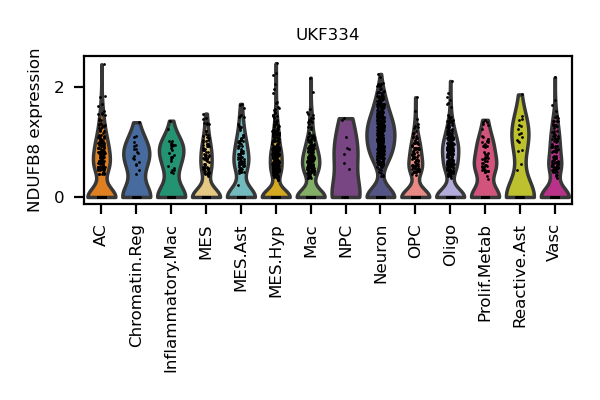 UKF334
NDUFB8 expression
2
0
AC
Chromatin.Reg
Inflammatory.Mac
MES
MES.Ast
MES.Hyp
Mac
NPC
Neuron
OPC
Oligo
Prolif.Metab
Reactive.Ast
Vasc